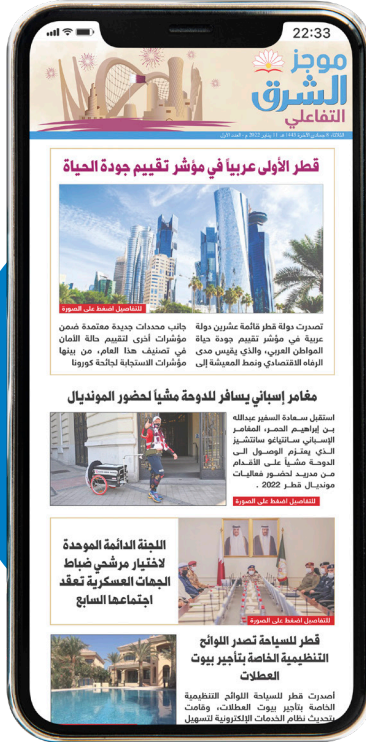 22:33
موجز
الشرق
التفاعلي
قطر الأولى عربياً في مؤشر تقييم جودة الحياة
للتفاصيل اضغط على الصورة
تصدرت دولة قطر قائمة عشرين دولة
عربية في مؤشر تقييم جودة حياة
المواطن العربي، والذي يقيس مدى
الرفاه الاقتصادي ونمط المعيشة إلى
جانب محددات جديدة معتمدة ضمن
مؤشرات أخرى لتقييم حالة الأمان
في تصنيف هذا العام، من بينها
مؤشرات الاستجابة لجائحة كورونا
مغامر إسباني يسافر للدوحة مشياً لحضور المونديال
استقبل سعادة السفير عبدالله
بن إبراهيم الحمر، المغامر
الإسباني سانتياغو سانتشيز
الذي يعتزم الوصول الى
الدوحة مشياً على الأقدام
من مدريد لحضور فعاليات
مونديال قطر 2022 .
للتفاصيل اضغط على الصورة
اللجنة الدائمة الموحدة
لاختيار مرشحي ضباط
الجهات العسكرية تعقد
اجتماعها السابع
للتفاصيل اضغط على الصورة
قطر للسياحة تصدر اللوائح
التنظيمية الخاصة بتأجير بيوت
العطلات
أصدرت قطر للسياحة اللوائح التنظيمية
الخاصة بتأجير بيوت العطلات، وقامت
بتحديث نظام الخدمات الإلكترونية لتسهيل